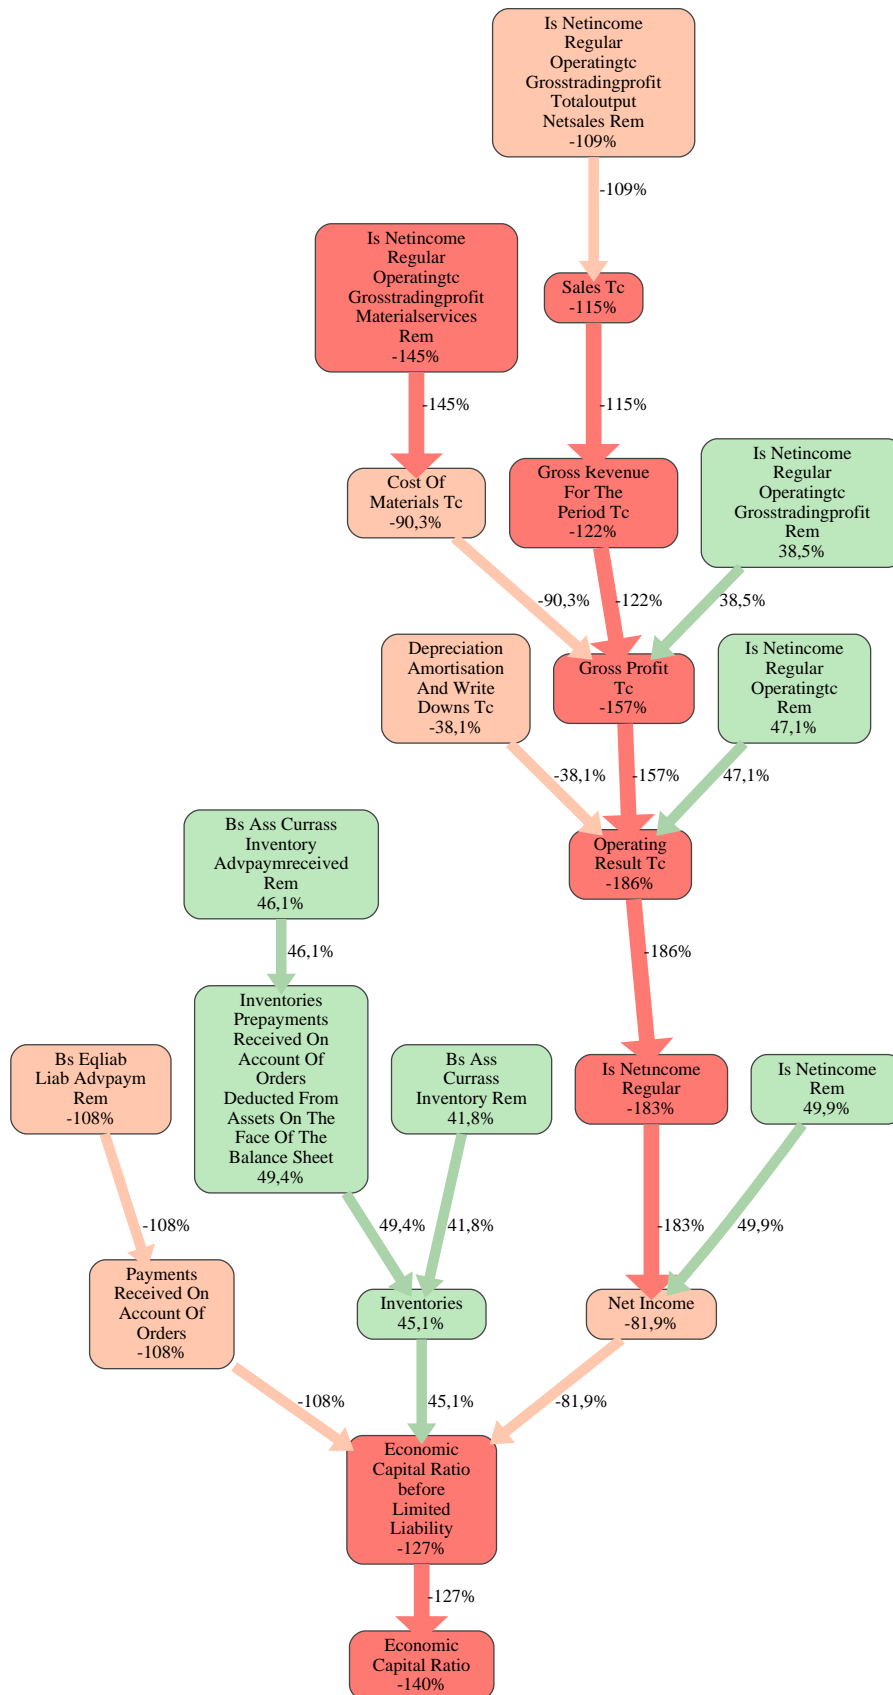 Is Netincome
Regular
Operatingtc
Grosstradingprofit
Totaloutput
Netsales Rem
-109%
-109%
Is Netincome
Regular
Operatingtc
Grosstradingprofit
Materialservices
Rem
-145%
Sales Tc
-115%
-145%
-115%
Cost Of
Materials Tc
-90,3%
Gross Revenue
For The
Period Tc
-122%
Is Netincome
Regular
Operatingtc
Grosstradingprofit
Rem
38,5%
-90,3%
-122%
38,5%
Depreciation
Amortisation
And Write
Downs Tc
-38,1%
Gross Profit
Tc
-157%
Is Netincome
Regular
Operatingtc
Rem
47,1%
-38,1%
-157%
47,1%
Bs Ass Currass
Inventory
Advpaymreceived
Rem
46,1%
Operating
Result Tc
-186%
46,1%
-186%
Bs Eqliab
Liab Advpaym
Rem
-108%
Inventories
Prepayments
Received On
Account Of
Orders
Deducted From
Assets On The
Face Of The
Balance Sheet
49,4%
Bs Ass
Currass
Inventory Rem
41,8%
Is Netincome
Regular
-183%
Is Netincome
Rem
49,9%
-108%
49,4%
41,8%
-183%
49,9%
Payments
Received On
Account Of
Orders
-108%
Inventories
45,1%
Net Income
-81,9%
-108%
45,1%
-81,9%
Economic
Capital Ratio
before
Limited
Liability
-127%
-127%
Economic
Capital Ratio
-140%